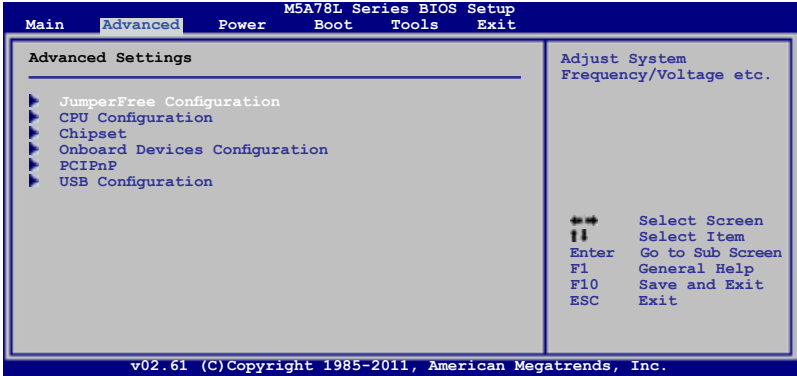 M5A78L Series BIOS Setup
Main Advanced Power Boot Tools Exit
Advanced Settings
JumperFree Configuration
CPU Configuration
Chipset
Onboard Devices Configuration
PCIPnP
USB Configuration
Adjust System
Frequency/Voltage etc.
Select Screen
Select Item
Enter Go to Sub Screen
F1 General Help
F10 Save and Exit
ESC Exit
v02.61 (C)Copyright 1985-2011, American Megatrends, Inc.